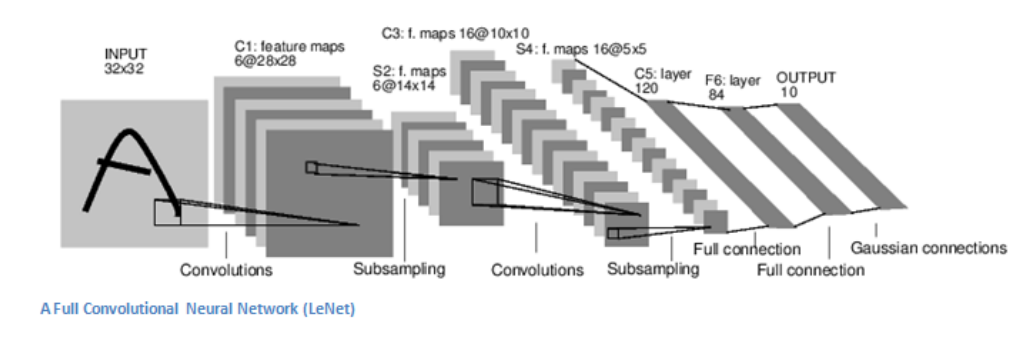 INPUT
32x32
C1: feature maps
6@28x28
S2: f. maps
6@14x14
C3: f. maps 16@10x10
S4: f. maps 16@5x5
C5: layer
120
F6: layer
84
OUTPUT
10
Convolutions
Subsampling
Convolutions
Subsampling
Full connection
Full connection
Gaussian connections
A Full Convolutional Neural Network (LeNet)